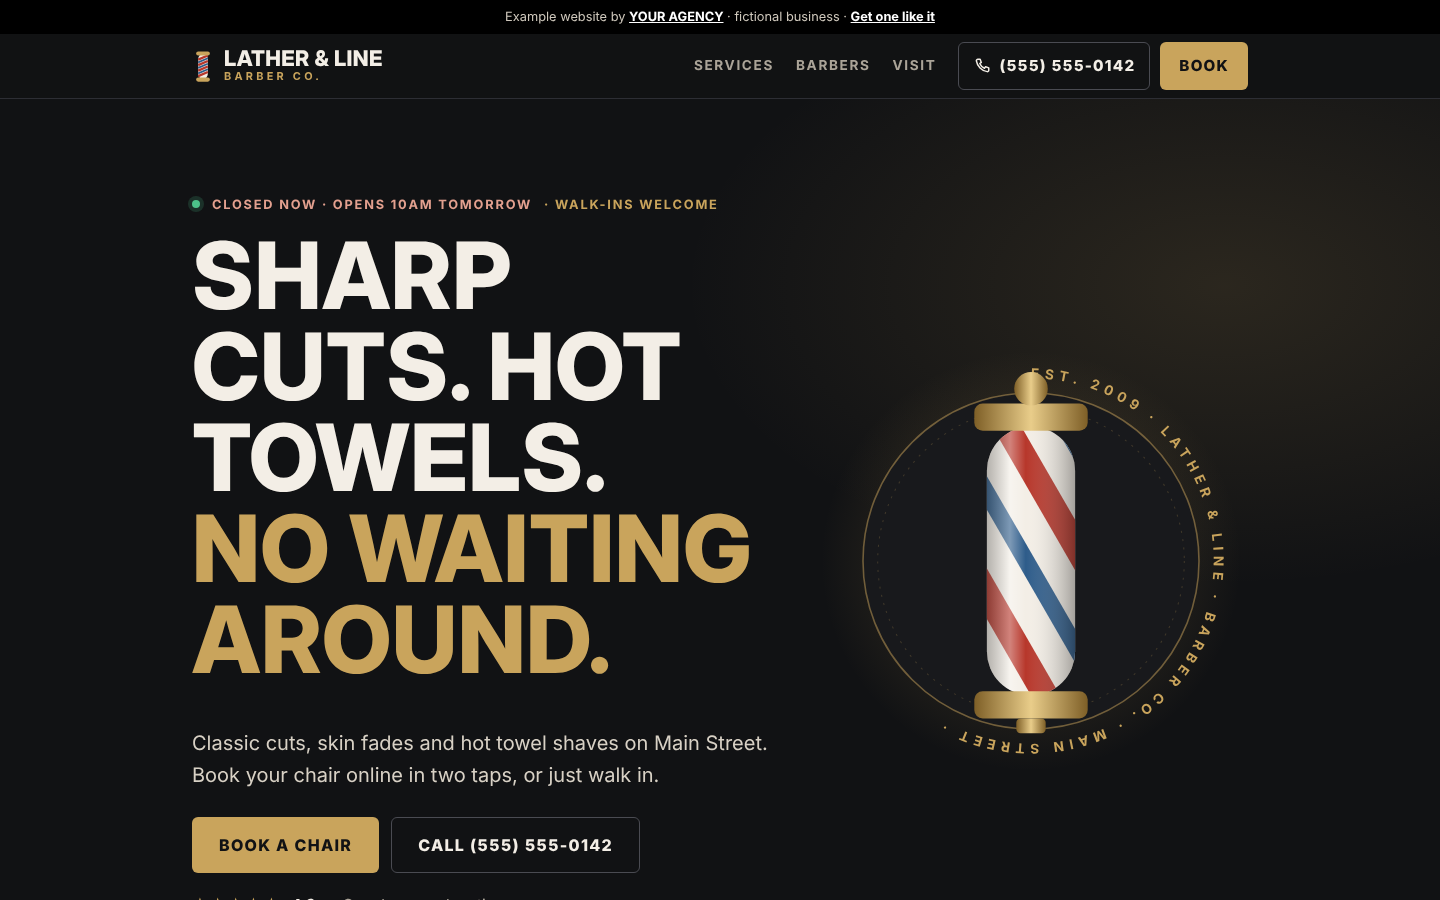 Example website by YOUR AGENCY · fictional business · Get one like it
LATHER & LINE
BARBER CO.
SERVICES
BARBERS
VISIT
(555) 555-0142
BOOK
CLOSED NOW · OPENS 10AM TOMORROW · WALK-INS WELCOME
SHARP
CUTS. HOT
TOWELS.
NO WAITING
AROUND.
EST. 2009 · LATHER & LINE · BARBER CO. · MAIN STREET ·
Classic cuts, skin fades and hot towel shaves on Main Street.
Book your chair online in two taps, or just walk in.
BOOK A CHAIR
CALL (555) 555-0142